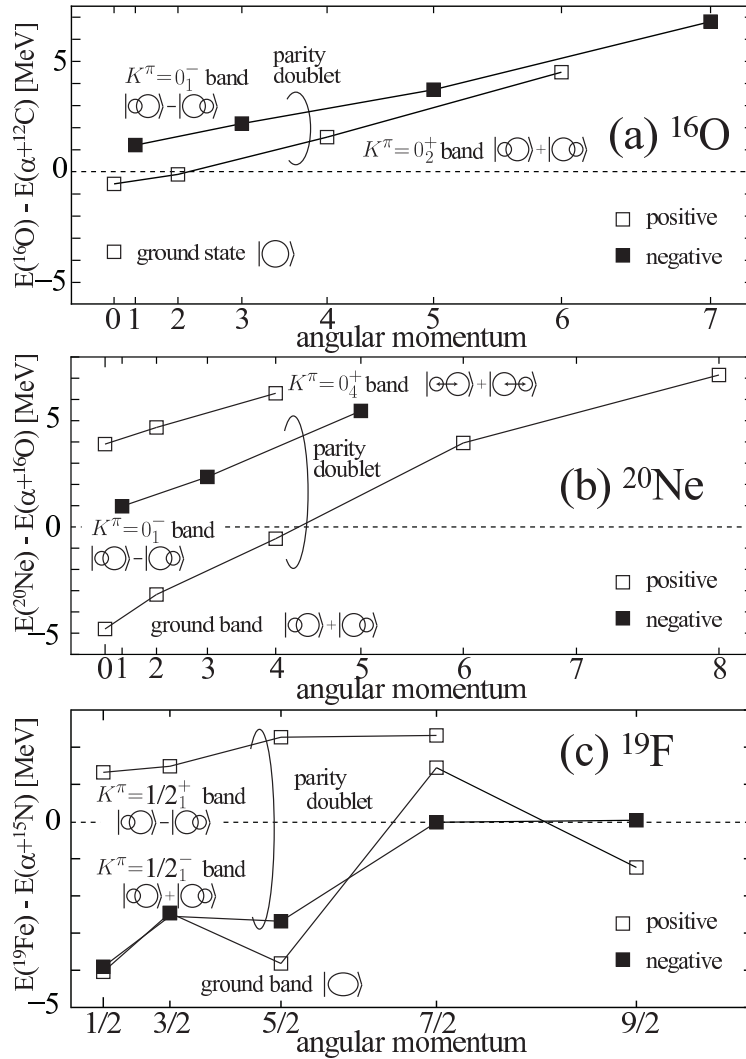 E(¹⁶O) - E(α+¹²C) [MeV]
5
0
−5
parity
doublet
K^π = 0₁⁻ band
|⟩−|⟩
K^π = 0₂⁺ band |⟩+|⟩
(a) ¹⁶O
ground state |⟩
positive
negative
0 1 2 3 4 5 6 7
angular momentum
E(²⁰Ne) - E(α+¹⁶O) [MeV]
5
0
−5
K^π = 0₄⁺ band |⟩+|⟩
parity
doublet
(b) ²⁰Ne
K^π = 0₁⁻ band
|⟩−|⟩
positive
negative
ground band |⟩+|⟩
0 1 2 3 4 5 6 7 8
angular momentum
E(¹⁹Fe) - E(α+¹⁵N) [MeV]
0
−5
(c) ¹⁹F
parity
doublet
K^π = 1/2₁⁺ band
|⟩−|⟩
K^π = 1/2₁⁻ band
|⟩+|⟩
positive
negative
ground band |⟩
1/2 3/2 5/2 7/2 9/2
angular momentum